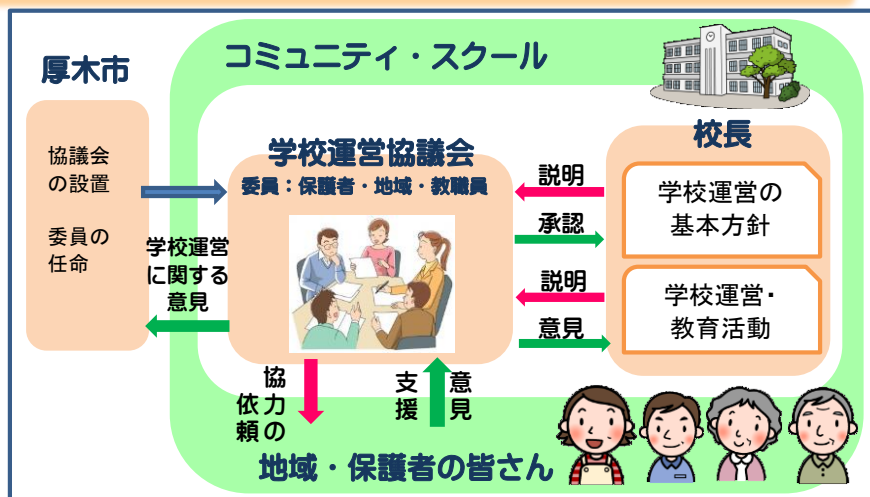 コミュニティ・スクール
厚木市
協議会
の設置
委員の
任命
学校運営
に関する
意見
学校運営協議会
委員：保護者・地域・教職員
説明
承認
説明
意見
校長
学校運営の
基本方針
学校運営・
教育活動
協力の
依頼
支援
意見
地域・保護者の皆さん